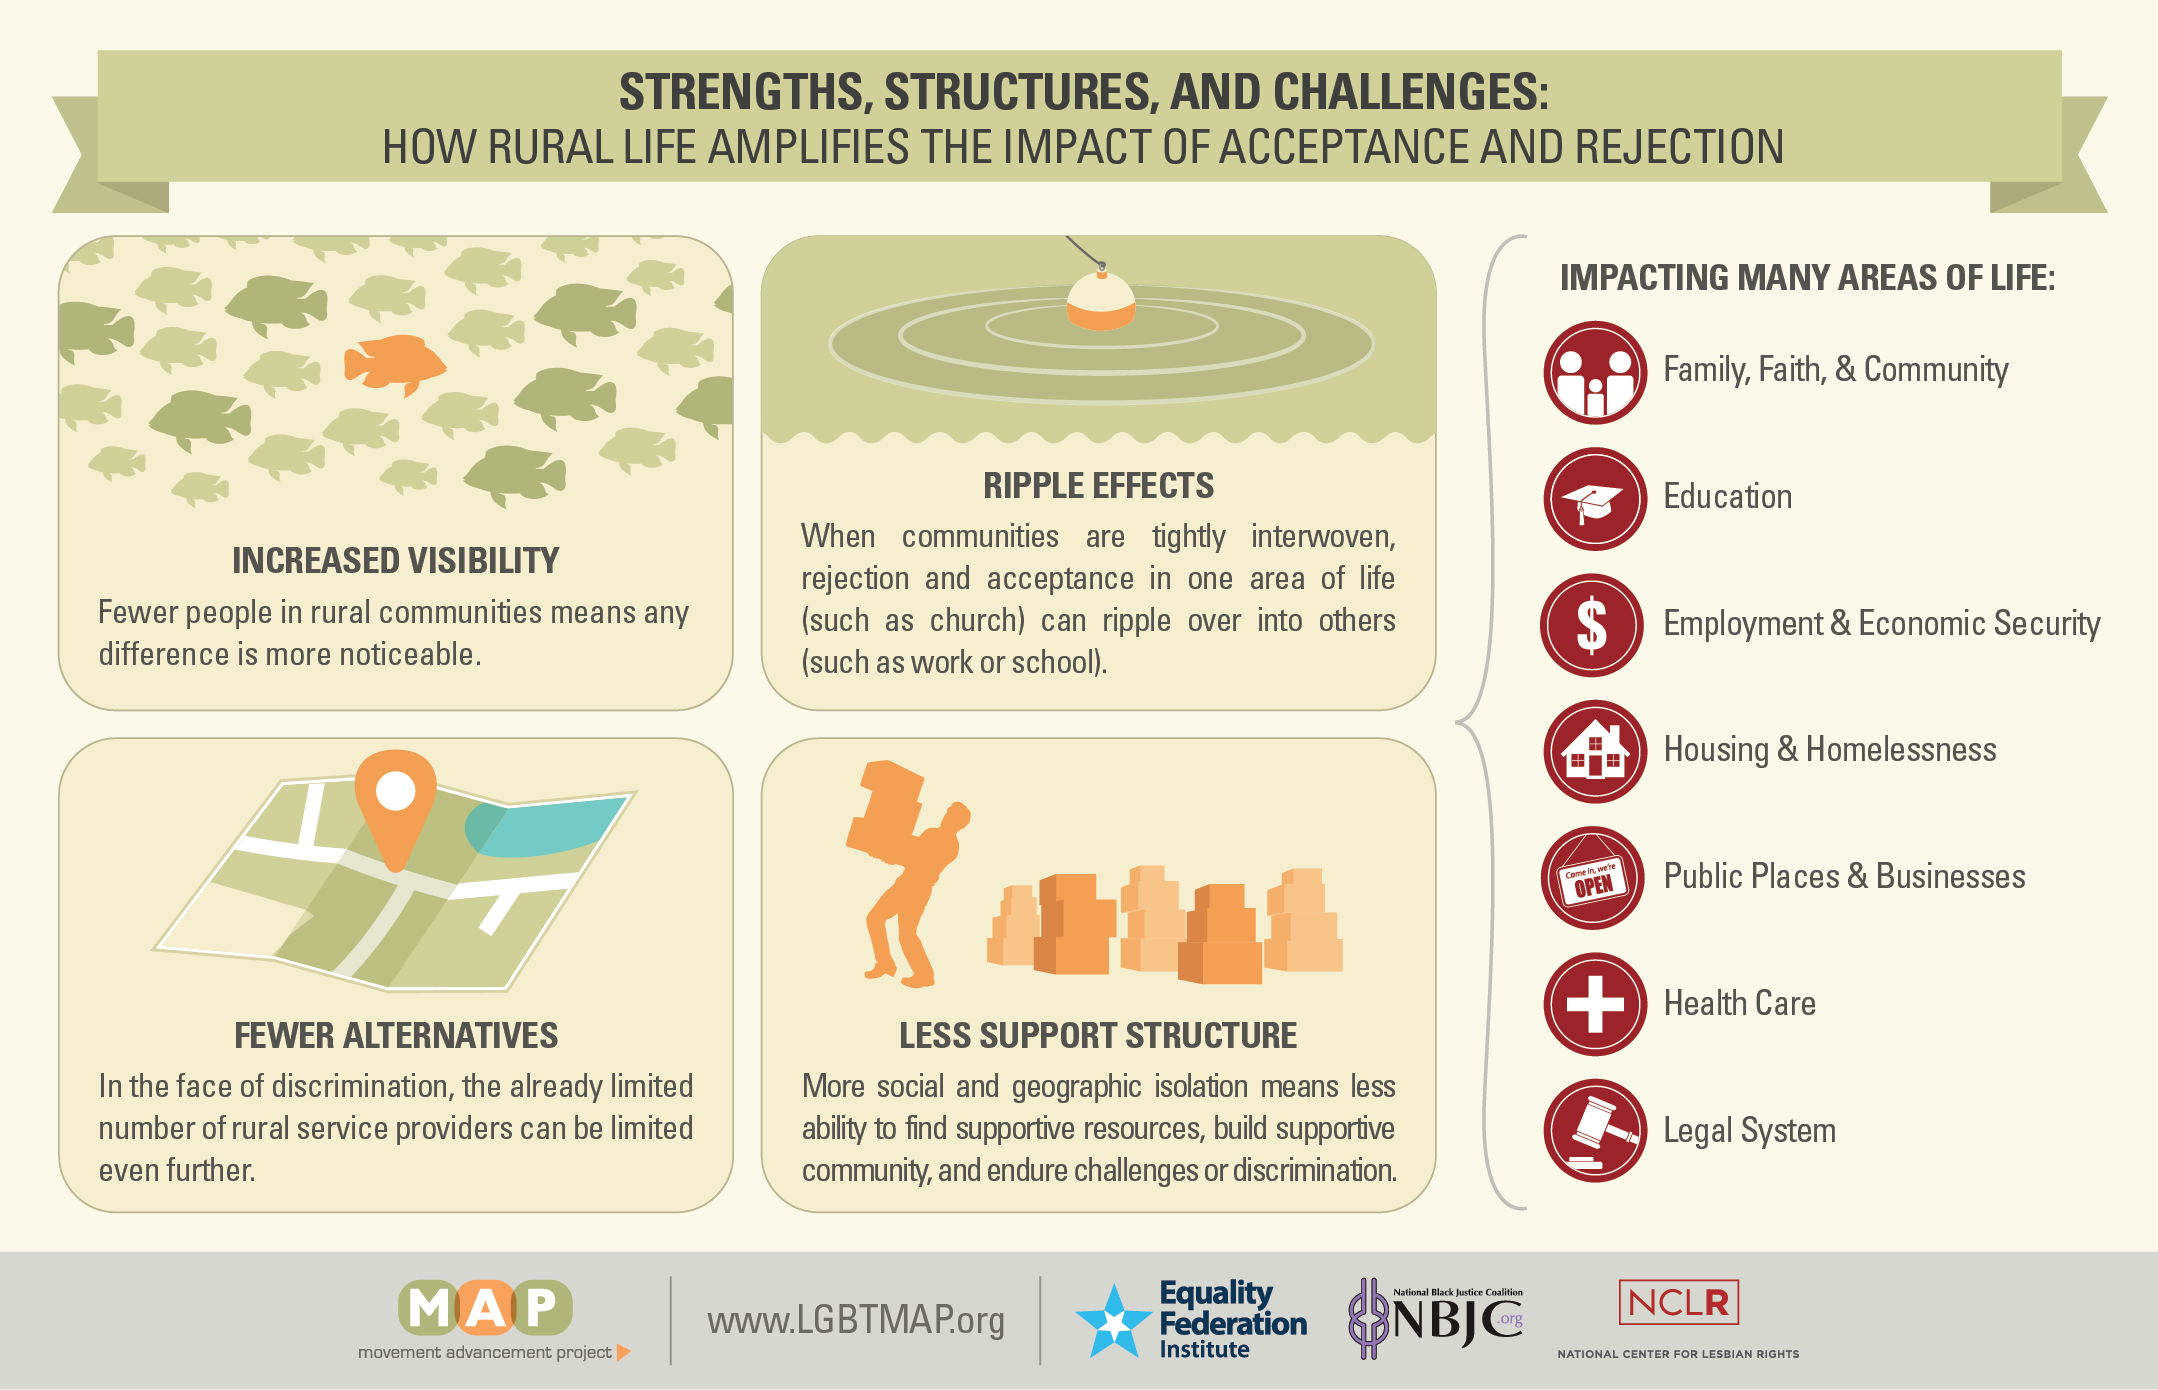 STRENGTHS, STRUCTURES, AND CHALLENGES:
HOW RURAL LIFE AMPLIFIES THE IMPACT OF ACCEPTANCE AND REJECTION
INCREASED VISIBILITY
Fewer people in rural communities means any
difference is more noticeable.
RIPPLE EFFECTS
When communities are tightly interwoven,
rejection and acceptance in one area of life
(such as church) can ripple over into others
(such as work or school).
FEWER ALTERNATIVES
In the face of discrimination, the already limited
number of rural service providers can be limited
even further.
LESS SUPPORT STRUCTURE
More social and geographic isolation means less
ability to find supportive resources, build supportive
community, and endure challenges or discrimination.
IMPACTING MANY AREAS OF LIFE:
Family, Faith, & Community
Education
$
Employment & Economic Security
Housing & Homelessness
Come in, we're
OPEN
Public Places & Businesses
Health Care
Legal System
MAP
movement advancement project
www.LGBTMAP.org
Equality
Federation
Institute
National Black Justice Coalition
NBJC
.org
NCLR
NATIONAL CENTER FOR LESBIAN RIGHTS